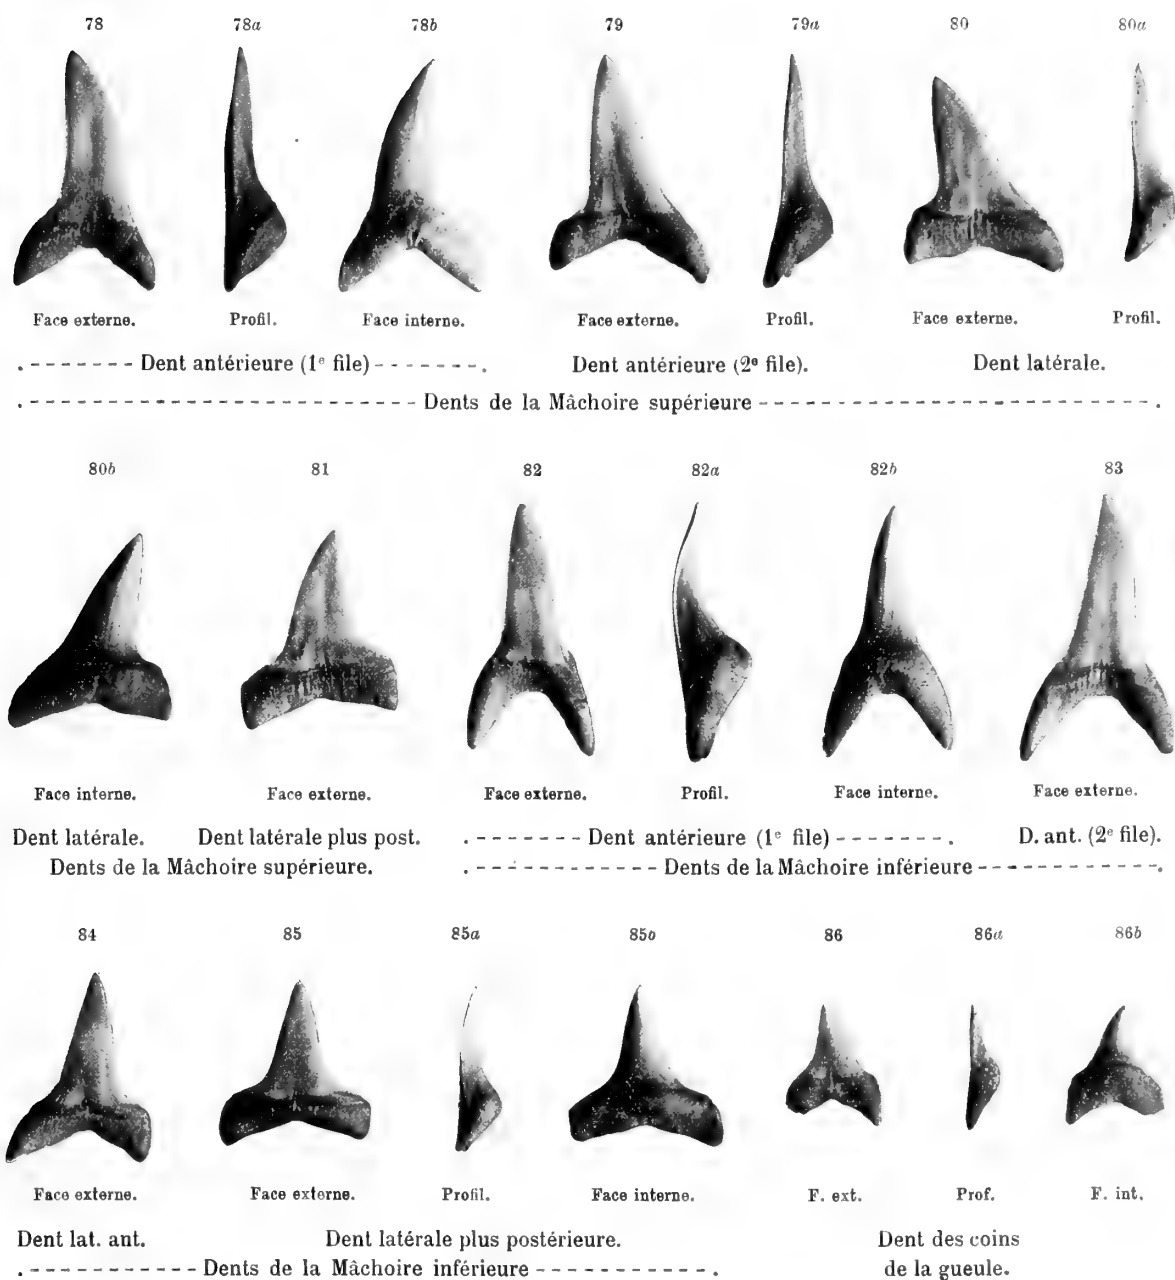 78 78a 78b 79 79a 80 80a
Face externe. Profil. Face interne. Face externe. Profil. Face externe. Profil.
.------- Dent antérieure (1e file) -------. Dent antérieure (2e file). Dent latérale.
.------------------------ Dents de la Mâchoire supérieure ------------------------.
80b 81 82 82a 82b 83
Face interne. Face externe. Face externe. Profil. Face interne. Face externe.
Dent latérale. Dent latérale plus post. .------- Dent antérieure (1e file) -------. D. ant. (2e file).
Dents de la Mâchoire supérieure. .------------ Dents de la Mâchoire inférieure ------------.
84 85 85a 85b 86 86a 86b
Face externe. Face externe. Profil. Face interne. F. ext. Prof. F. int.
Dent lat. ant. Dent latérale plus postérieure. Dent des coins
.----------- Dents de la Mâchoire inférieure -----------. de la gueule.